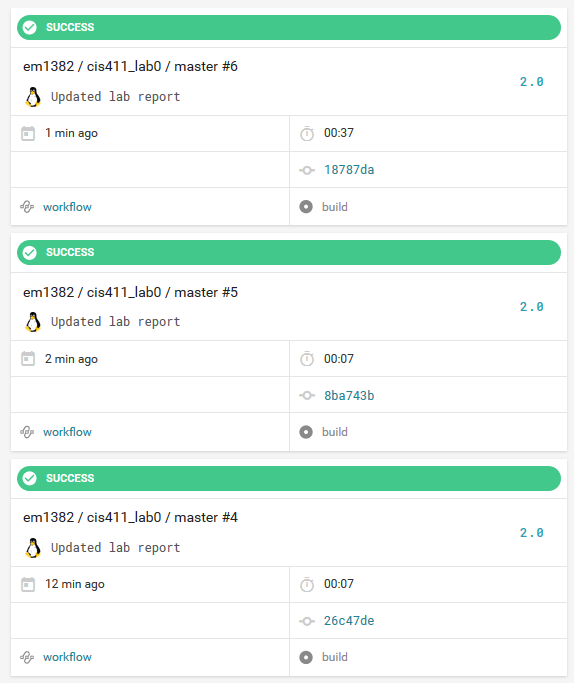 SUCCESS
em1382 / cis411_lab0 / master #6
2.0
Updated lab report
1 min ago
00:37
18787da
workflow
build
SUCCESS
em1382 / cis411_lab0 / master #5
2.0
Updated lab report
2 min ago
00:07
8ba743b
workflow
build
SUCCESS
em1382 / cis411_lab0 / master #4
2.0
Updated lab report
12 min ago
00:07
26c47de
workflow
build